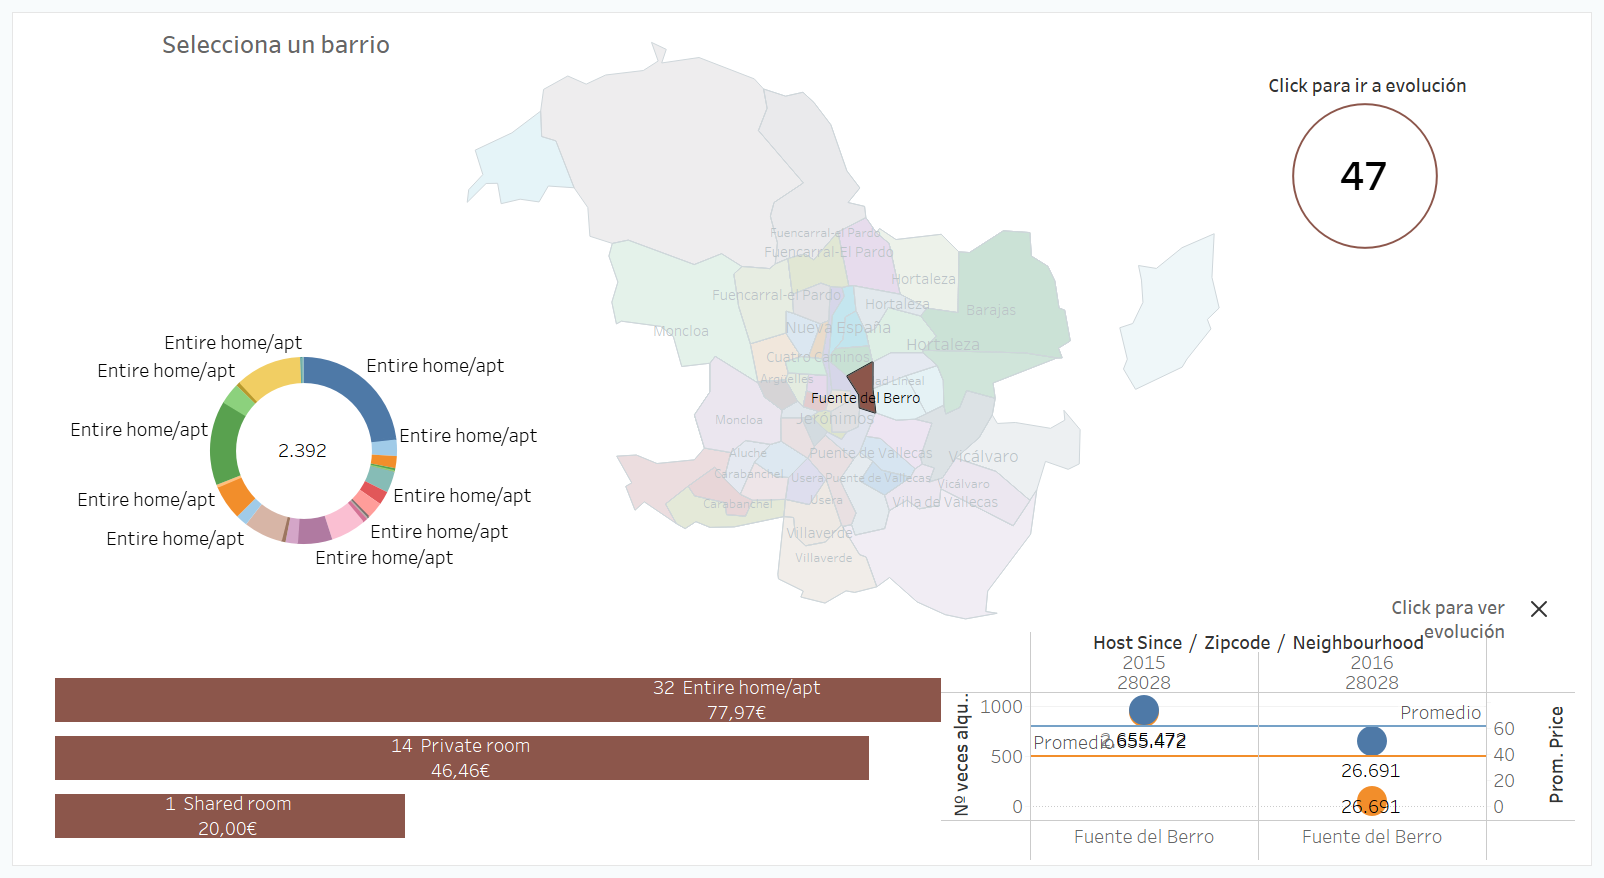 Selecciona un barrio
Click para ir a evolución
47
Fuencarral-el Pardo
Fuencarral-El Pardo
Hortaleza
Fuencarral-el Pardo
Hortaleza
Barajas
Nueva España
Moncloa
Hortaleza
Cuatro Caminos
Argüelles
ad Lineal
Fuente del Berro
Moncloa
Jerónimos
Aluche
Puente de Vallecas
Vicálvaro
Carabanchel
Usera
Puente de Vallecas
Vicálvaro
Carabanchel
Usera
Villa de Vallecas
Villaverde
Villaverde
Entire home/apt
Entire home/apt
Entire home/apt
Entire home/apt
Entire home/apt
2.392
Entire home/apt
Entire home/apt
Entire home/apt
Entire home/apt
Entire home/apt
Click para ver
evolución
32 Entire home/apt
77,97€
14 Private room
46,46€
1 Shared room
20,00€
Host Since / Zipcode / Neighbourhood
2015
2016
28028
28028
Nº veces alqu..
1000
500
0
Promedio
Promedio
655.472
26.691
26.691
60
40
20
0
Prom. Price
Fuente del Berro
Fuente del Berro